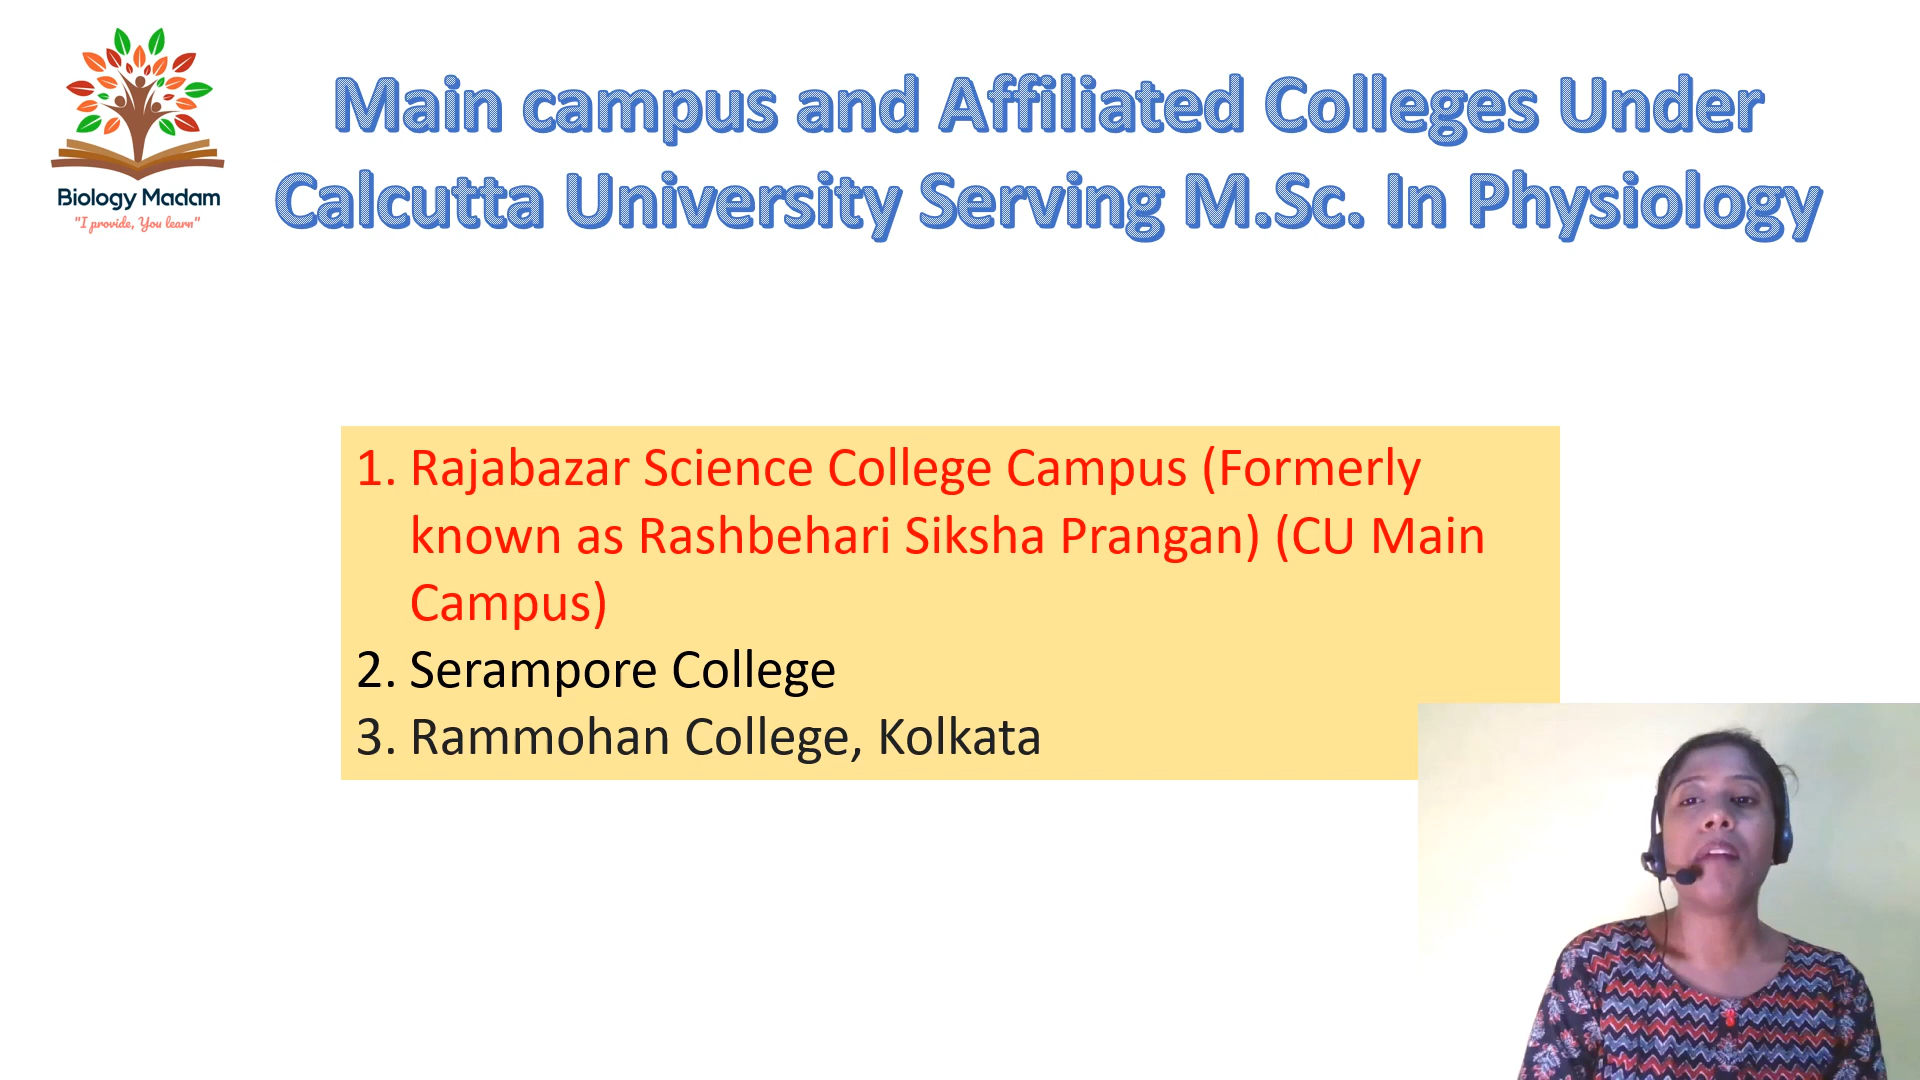 Main campus and Affiliated Colleges Under
Calcutta University Serving M.Sc. In Physiology
Biology Madam
"I provide, You learn"
1. Rajabazar Science College Campus (Formerly
known as Rashbehari Siksha Prangan) (CU Main
Campus)
2. Serampore College
3. Rammohan College, Kolkata